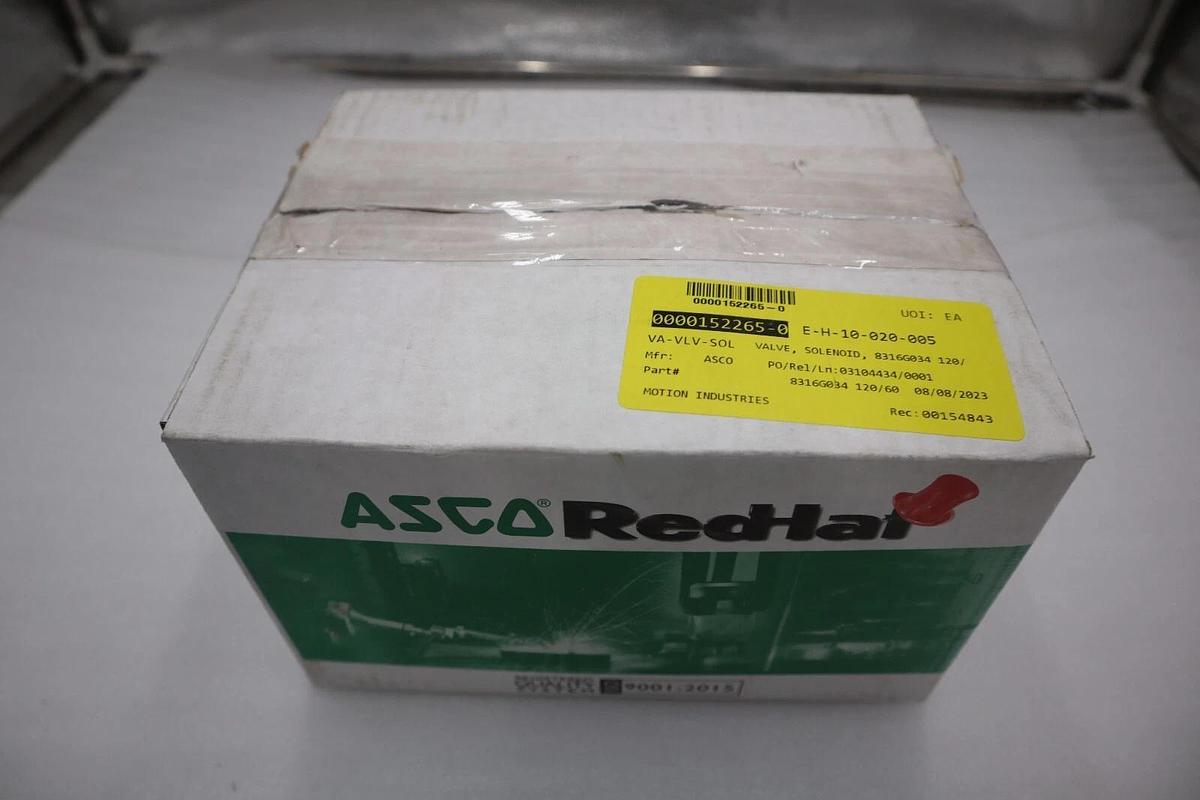 0000152265-0
UOI: EA
0000152265-0 E-H-10-020-005
VA-VLV-SOL VALVE, SOLENOID, 8316G034 120/
Mfr: ASCO PO/Rel/Ln:03104434/0001
Part# 8316G034 120/60 08/08/2023
MOTION INDUSTRIES Rec: 00154843
ASCO® RedHat
9001:2015